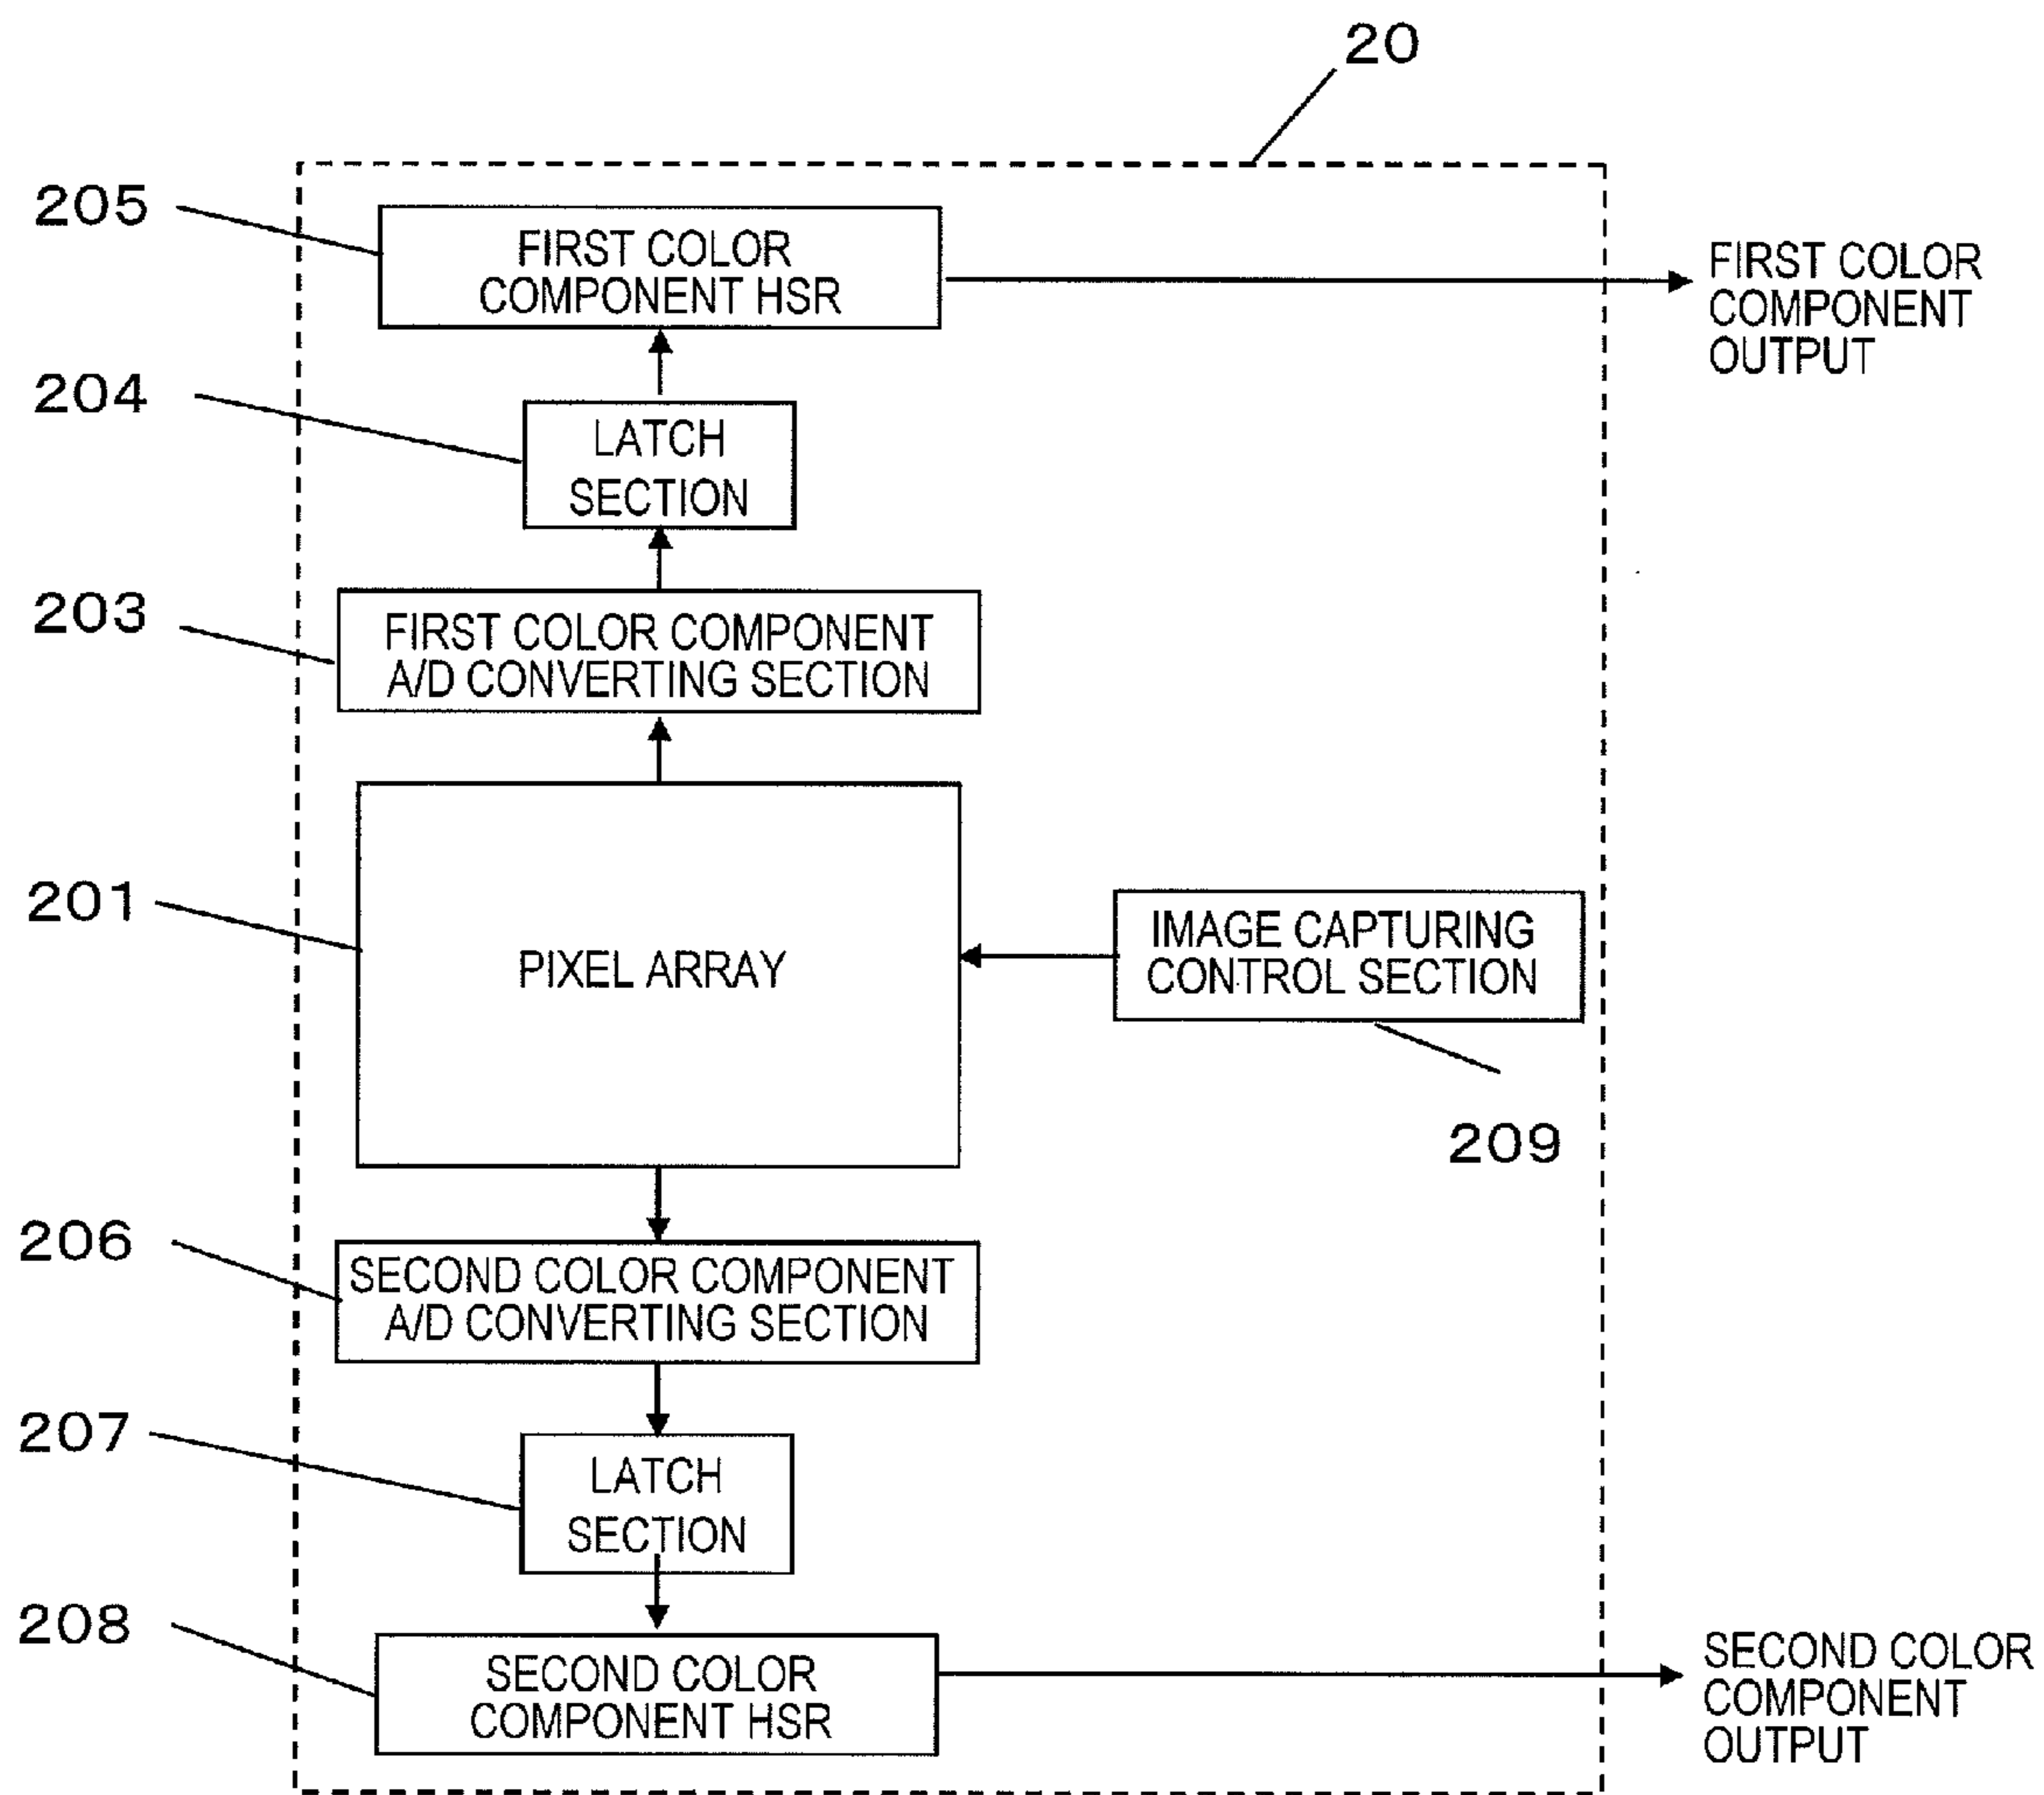 20
205
FIRST COLOR
COMPONENT HSR
FIRST COLOR
COMPONENT
OUTPUT
204
LATCH
SECTION
203
FIRST COLOR COMPONENT
A/D CONVERTING SECTION
201
PIXEL ARRAY
IMAGE CAPTURING
CONTROL SECTION
209
206
SECOND COLOR COMPONENT
A/D CONVERTING SECTION
207
LATCH
SECTION
208
SECOND COLOR
COMPONENT HSR
SECOND COLOR
COMPONENT
OUTPUT